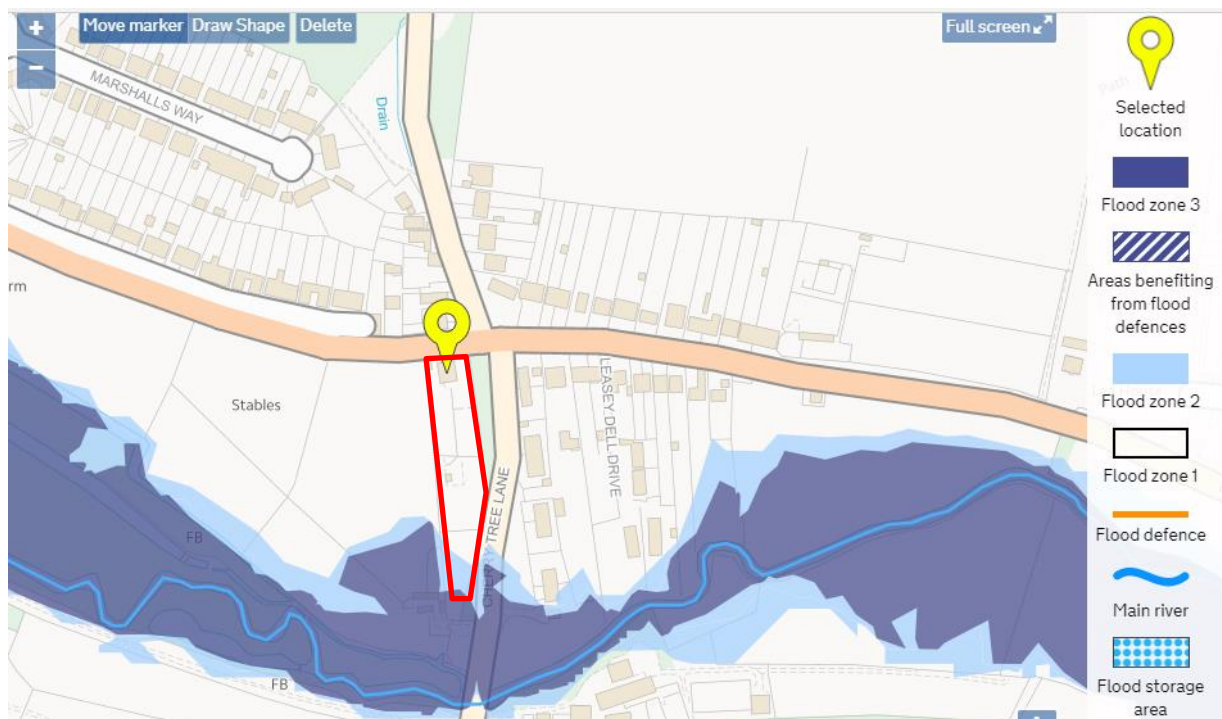 +
−
Move marker
Draw Shape
Delete
Full screen
MARSHALLS WAY
Drain
Path
Selected
location
Flood zone 3
Areas benefiting
from flood
defences
Flood zone 2
Flood zone 1
Flood defence
Main river
Flood storage
area
rm
Stables
LEASEY DELL DRIVE
CHERRY TREE LANE
FB
FB